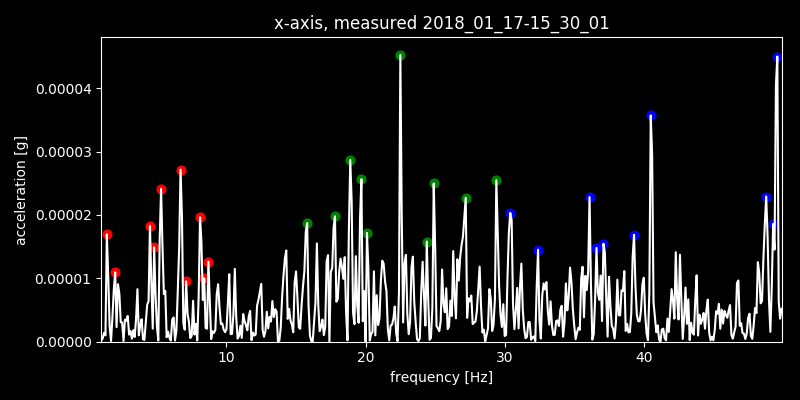 x-axis, measured 2018_01_17-15_30_01
acceleration [g]
0.00004
0.00003
0.00002
0.00001
0.00000
10 20 30 40
frequency [Hz]